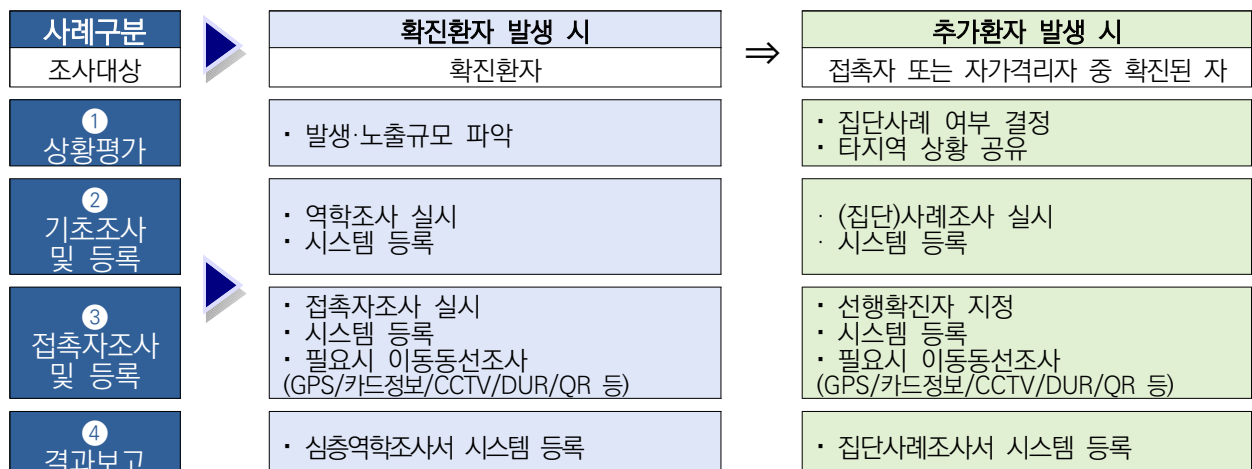 사례구분
조사대상
확진환자 발생 시
확진환자
⇒
추가환자 발생 시
접촉자 또는 자가격리자 중 확진된 자
① 
상황평가
· 발생·노출규모 파악
· 집단사례 여부 결정
· 타지역 상황 공유
②
기초조사
및 등록
· 역학조사 실시
· 시스템 등록
· (집단)사례조사 실시
· 시스템 등록
③
접촉자조사
및 등록
· 접촉자조사 실시
· 시스템 등록
· 필요시 이동동선조사
(GPS/카드정보/CCTV/DUR/QR 등)
· 선행확진자 지정
· 시스템 등록
· 필요시 이동동선조사
(GPS/카드정보/CCTV/DUR/QR 등)
④
결과보고
· 심층역학조사서 시스템 등록
· 집단사례조사서 시스템 등록